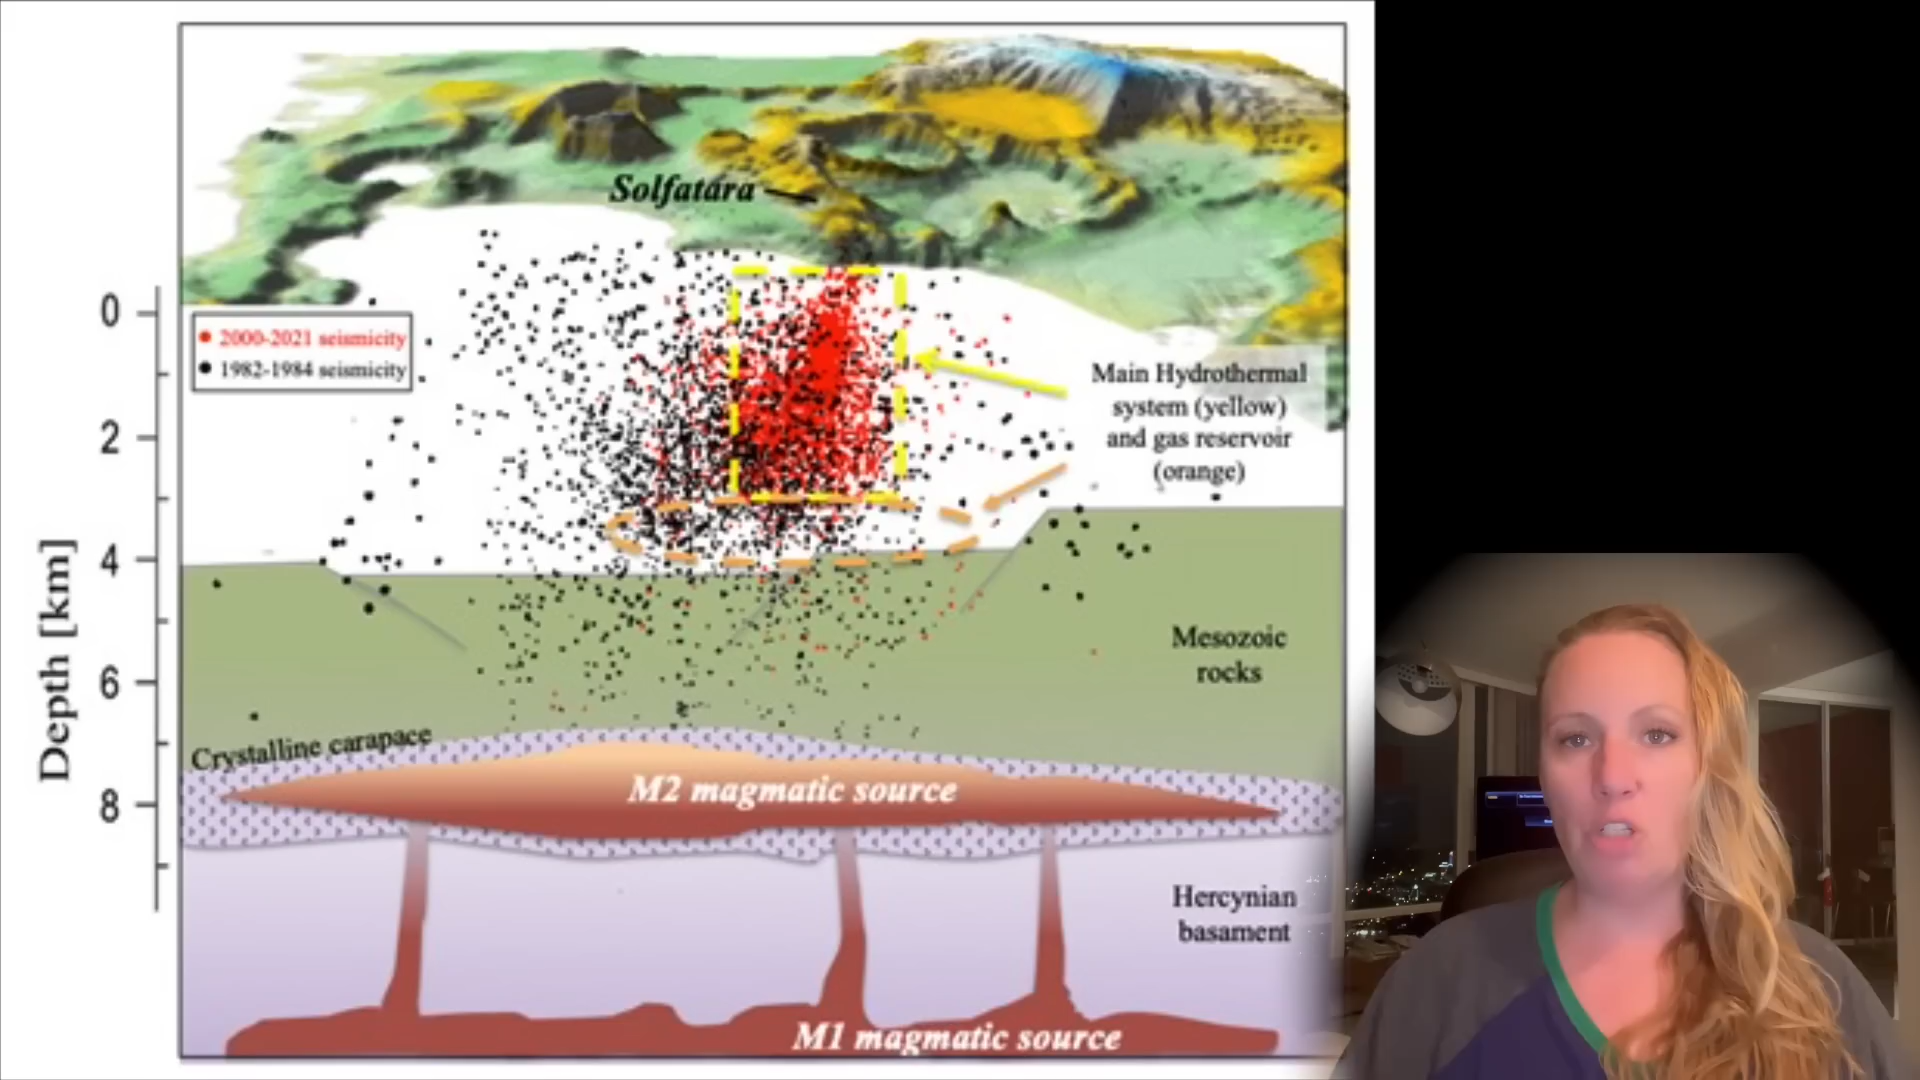 Solfatara
0
2
4
6
8
Depth [km]
2000-2021 seismicity
1982-1984 seismicity
Main Hydrothermal
system (yellow)
and gas reservoir
(orange)
Mesozoic
rocks
Crystalline carapace
M2 magmatic source
Hercynian
basament
M1 magmatic source